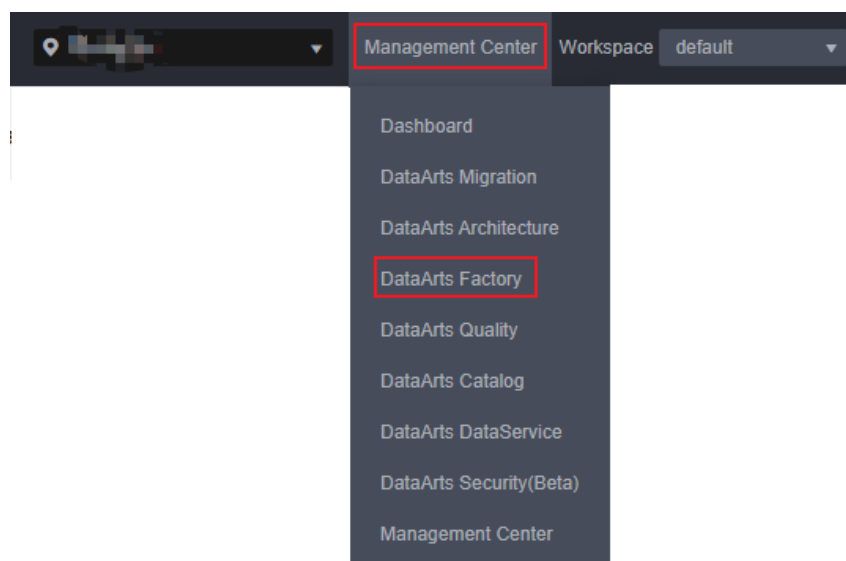 Management Center Workspace default
Dashboard
DataArts Migration
DataArts Architecture
DataArts Factory
DataArts Quality
DataArts Catalog
DataArts DataService
DataArts Security(Beta)
Management Center